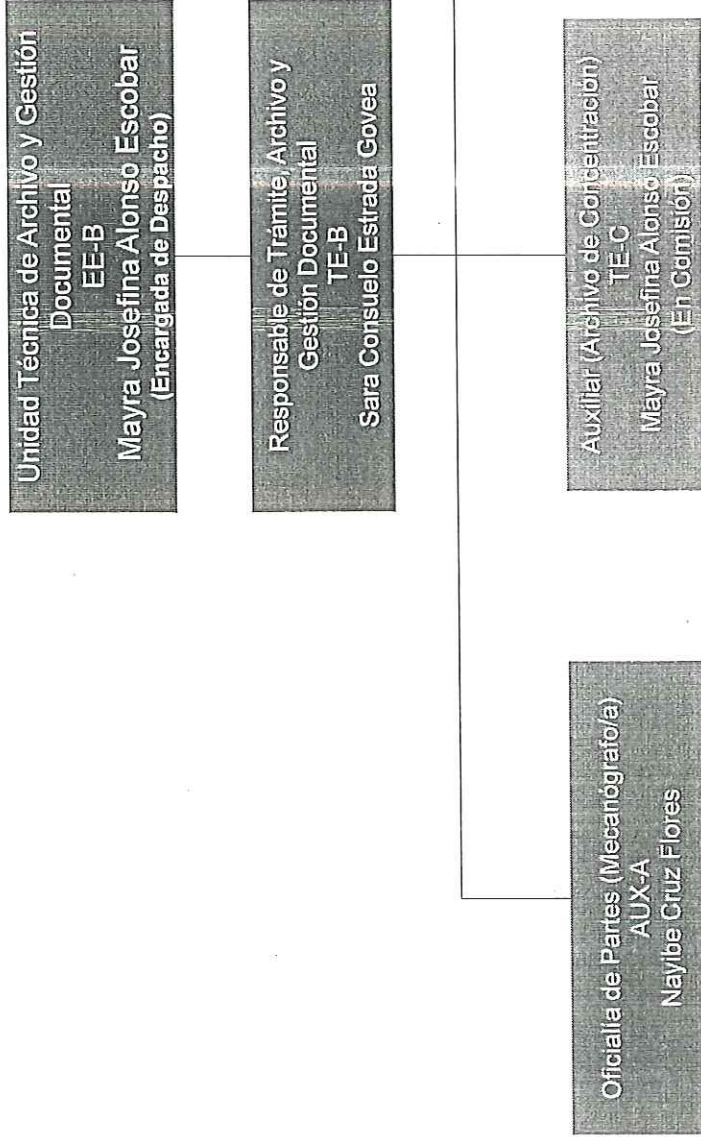 Unidad Técnica de Archivo y Gestión
Documental
EE-B
Mayra Josefina Alonso Escobar
(Encargada de Despacho)
Responsable de Trámite, Archivo y
Gestión Documental
TE-B
Sara Consuelo Estrada Govea
Oficialía de Partes (Mecanógrafo/a)
AUX-A
Nayibe Cruz Flores
Auxiliar (Archivo de Concentración)
TE-C
Mayra Josefina Alonso Escobar
(En Comisión)